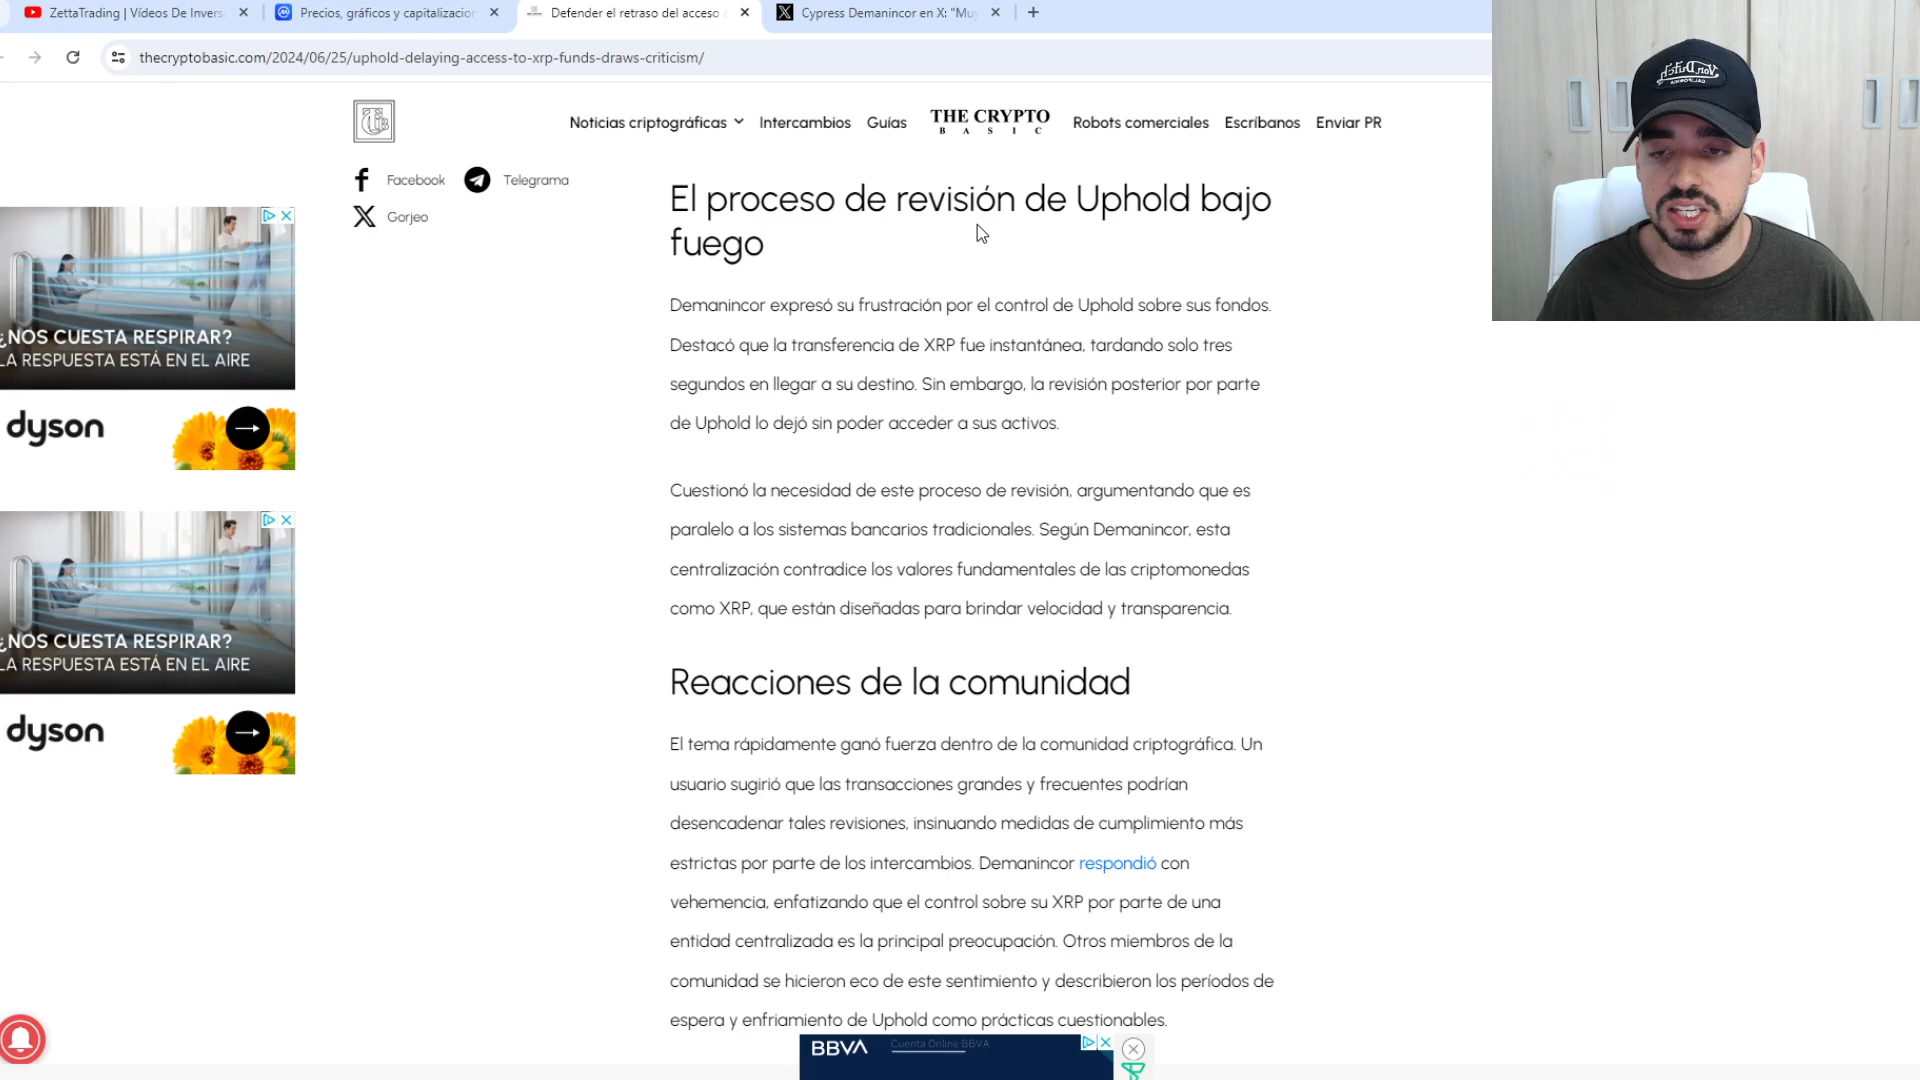 ZettaTrading | Vídeos De Invers
Precios, gráficos y capitalizacion
Defender el retraso del acceso a
Cypress Demanincor en X: "Muy
thecryptobasic.com/2024/06/25/uphold-delaying-access-to-xrp-funds-draws-criticism/
Noticias criptográficas
Intercambios
Guías
THE CRYPTO
BASIC
Robots comerciales
Escríbanos
Enviar PR
Facebook
Telegrama
Gorjeo
El proceso de revisión de Uphold bajo
fuego
Demanincor expresó su frustración por el control de Uphold sobre sus fondos.
Destacó que la transferencia de XRP fue instantánea, tardando solo tres
segundos en llegar a su destino. Sin embargo, la revisión posterior por parte
de Uphold lo dejó sin poder acceder a sus activos.
Cuestionó la necesidad de este proceso de revisión, argumentando que es
paralelo a los sistemas bancarios tradicionales. Según Demanincor, esta
centralización contradice los valores fundamentales de las criptomonedas
como XRP, que están diseñadas para brindar velocidad y transparencia.
Reacciones de la comunidad
El tema rápidamente ganó fuerza dentro de la comunidad criptográfica. Un
usuario sugirió que las transacciones grandes y frecuentes podrían
desencadenar tales revisiones, insinuando medidas de cumplimiento más
estrictas por parte de los intercambios. Demanincor respondió con
vehemencia, enfatizando que el control sobre su XRP por parte de una
entidad centralizada es la principal preocupación. Otros miembros de la
comunidad se hicieron eco de este sentimiento y describieron los períodos de
espera y enfriamiento de Uphold como prácticas cuestionables.
¿NOS CUESTA RESPIRAR?
LA RESPUESTA ESTÁ EN EL AIRE
dyson
¿NOS CUESTA RESPIRAR?
LA RESPUESTA ESTÁ EN EL AIRE
dyson
BBVA
Cuenta Online BBVA